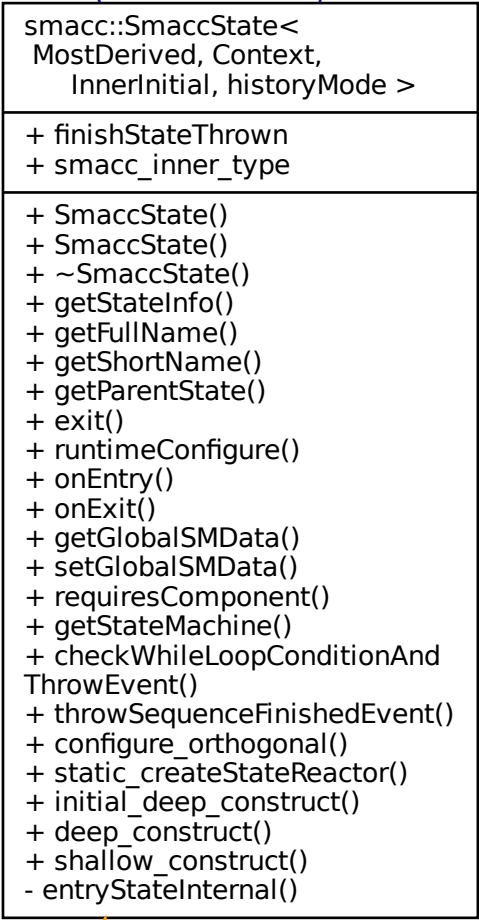 smacc::SmaccState<
MostDerived, Context,
InnerInitial, historyMode >
+ finishStateThrown
+ smacc_inner_type
+ SmaccState()
+ SmaccState()
+ ~SmaccState()
+ getStateInfo()
+ getFullName()
+ getShortName()
+ getParentState()
+ exit()
+ runtimeConfigure()
+ onEntry()
+ onExit()
+ getGlobalSMData()
+ setGlobalSMData()
+ requiresComponent()
+ getStateMachine()
+ checkWhileLoopConditionAnd
ThrowEvent()
+ throwSequenceFinishedEvent()
+ configure_orthogonal()
+ static_createStateReactor()
+ initial_deep_construct()
+ deep_construct()
+ shallow_construct()
- entryStateInternal()